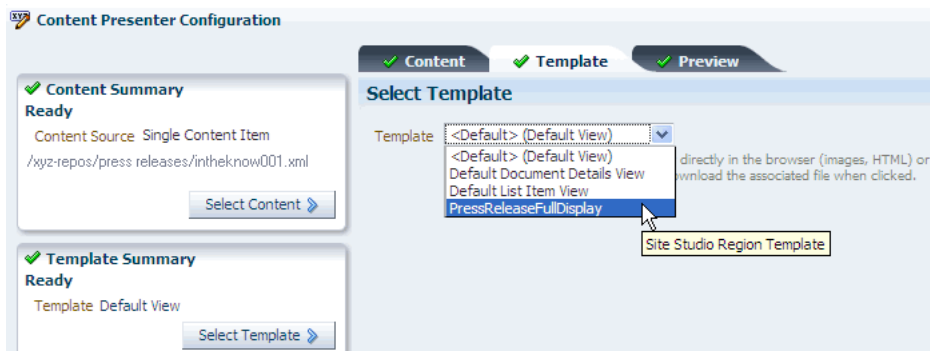 xyz Content Presenter Configuration
Content
Template
Preview
Content Summary
Ready
Content Source Single Content Item
/xyz-repos/press releases/intheknow001.xml
Select Content
Template Summary
Ready
Template Default View
Select Template
Select Template
Template <Default> (Default View)
<Default> (Default View)
Default Document Details View
Default List Item View
PressReleaseFullDisplay
directly in the browser (images, HTML) or
download the associated file when clicked.
Site Studio Region Template